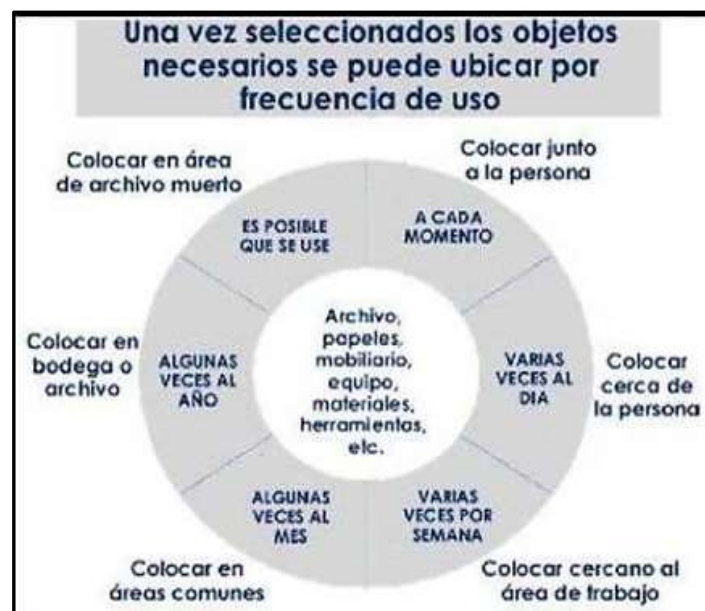 Una vez seleccionados los objetos
necesarios se puede ubicar por
frecuencia de uso
Colocar junto
a la persona
A CADA
MOMENTO
Colocar
cerca de
la persona
VARIAS
VECES AL
DIA
Colocar cercano al
área de trabajo
VARIAS
VECES POR
SEMANA
Colocar en
áreas comunes
ALGUNAS
VECES AL
MES
Colocar en
bodega o
archivo
ALGUNAS
VECES AL
AÑO
Colocar en área
de archivo muerto
ES POSIBLE
QUE SE USE
Archivo,
papeles,
mobiliario,
equipo,
materiales,
herramientas,
etc.